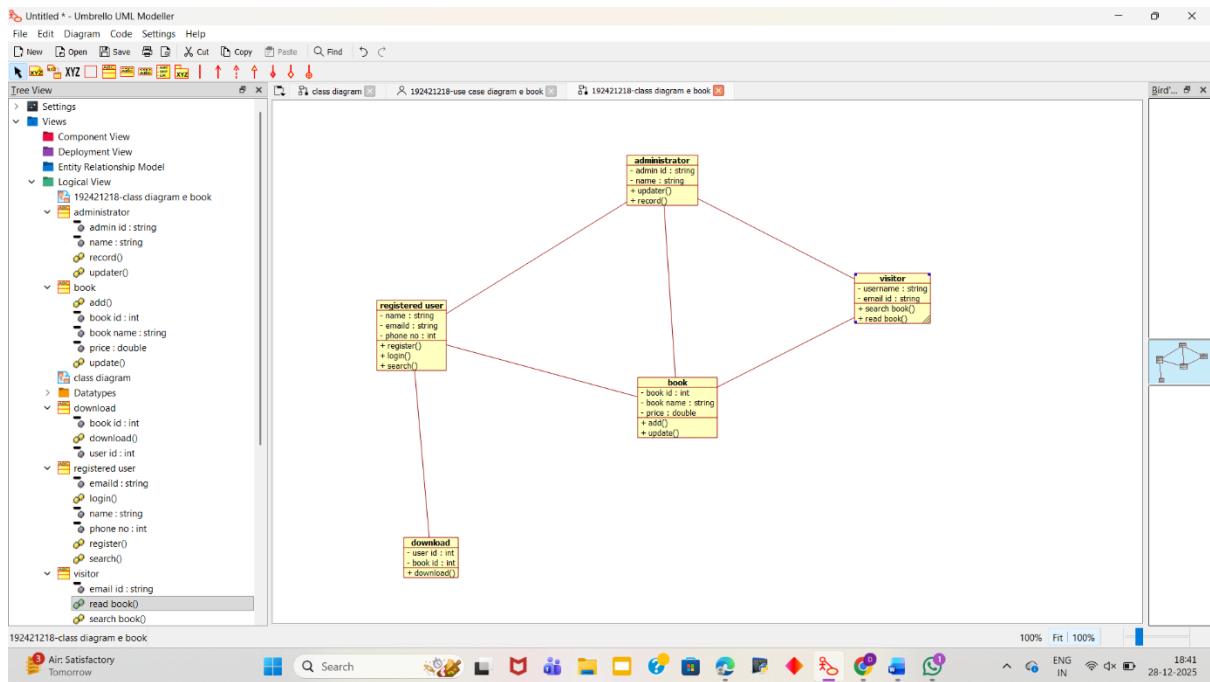 Untitled * - Umbrello UML Modeller
File Edit Diagram Code Settings Help
New Open Save Cut Copy Paste Find
XYZ XYZ
Tree View
class diagram 192421218-use case diagram e book 192421218-class diagram e book
Bird'...
Settings
Views
Component View
Deployment View
Entity Relationship Model
Logical View
192421218-class diagram e book
administrator
admin id : string
name : string
record()
updater()
book
add()
book id : int
book name : string
price : double
update()
class diagram
Datatypes
download
book id : int
download()
user id : int
registered user
emaild : string
login()
name : string
phone no : int
register()
search()
visitor
email id : string
read book()
search book()
administrator
- admin id : string
- name : string
+ updater()
+ record()
visitor
- username : string
- email id : string
+ search book()
+ read book()
registered user
- name : string
- emaild : string
- phone no : int
+ register()
+ login()
+ search()
book
- book id : int
- book name : string
- price : double
+ add()
+ update()
download
- user id : int
- book id : int
+ download()
192421218-class diagram e book
100% Fit 100%
3
Air: Satisfactory
Tomorrow
Search
ENG
IN
18:41
28-12-2025